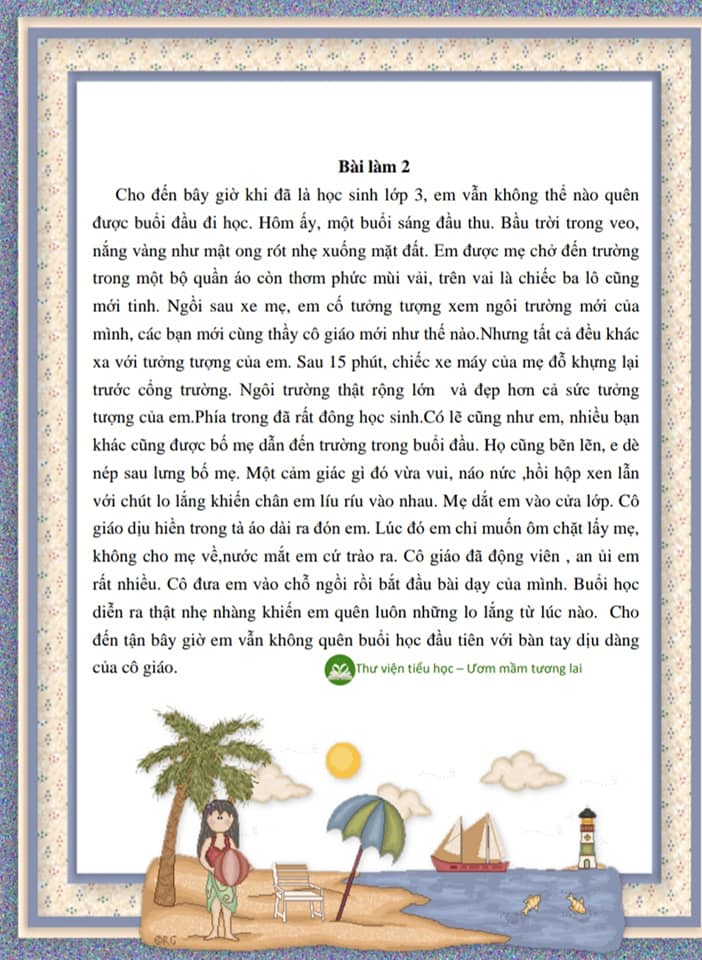 Bài làm 2
Cho đến bây giờ khi đã là học sinh lớp 3, em vẫn không thể nào quên
được buổi đầu đi học. Hôm ấy, một buổi sáng đầu thu. Bầu trời trong veo,
nắng vàng như mật ong rót nhẹ xuống mặt đất. Em được mẹ chở đến trường
trong một bộ quần áo còn thơm phức mùi vải, trên vai là chiếc ba lô cũng
mới tinh. Ngồi sau xe mẹ, em cố tưởng tượng xem ngôi trường mới của
mình, các bạn mới cùng thầy cô giáo mới như thế nào.Nhưng tất cả đều khác
xa với tưởng tượng của em. Sau 15 phút, chiếc xe máy của mẹ đỗ khựng lại
trước cổng trường. Ngôi trường thật rộng lớn  và đẹp hơn cả sức tưởng
tượng của em.Phía trong đã rất đông học sinh.Có lẽ cũng như em, nhiều bạn
khác cũng được bố mẹ dẫn đến trường trong buổi đầu. Họ cũng bẽn lẽn, e dè
nép sau lưng bố mẹ. Một cảm giác gì đó vừa vui, náo nức ,hồi hộp xen lẫn
với chút lo lắng khiến chân em líu ríu vào nhau. Mẹ dắt em vào cửa lớp. Cô
giáo dịu hiền trong tà áo dài ra đón em. Lúc đó em chỉ muốn ôm chặt lấy mẹ,
không cho mẹ về,nước mắt em cứ trào ra. Cô giáo đã động viên , an ủi em
rất nhiều. Cô đưa em vào chỗ ngồi rồi bắt đầu bài dạy của mình. Buổi học
diễn ra thật nhẹ nhàng khiến em quên luôn những lo lắng từ lúc nào.  Cho
đến tận bây giờ em vẫn không quên buổi học đầu tiên với bàn tay dịu dàng
của cô giáo.
Thư viện tiểu học – Ươm mầm tương lai
©RG